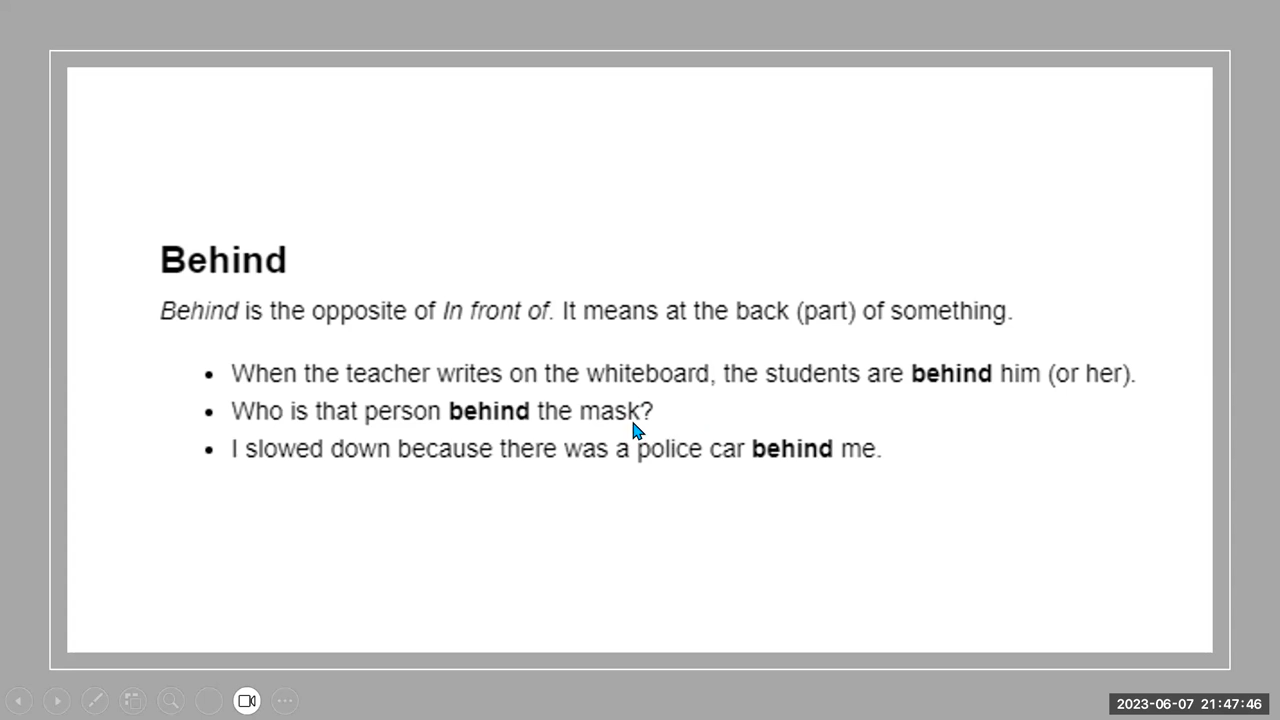 Behind
Behind is the opposite of In front of. It means at the back (part) of something.
• When the teacher writes on the whiteboard, the students are behind him (or her).
• Who is that person behind the mask?
• I slowed down because there was a police car behind me.
2023-06-07 21:47:46